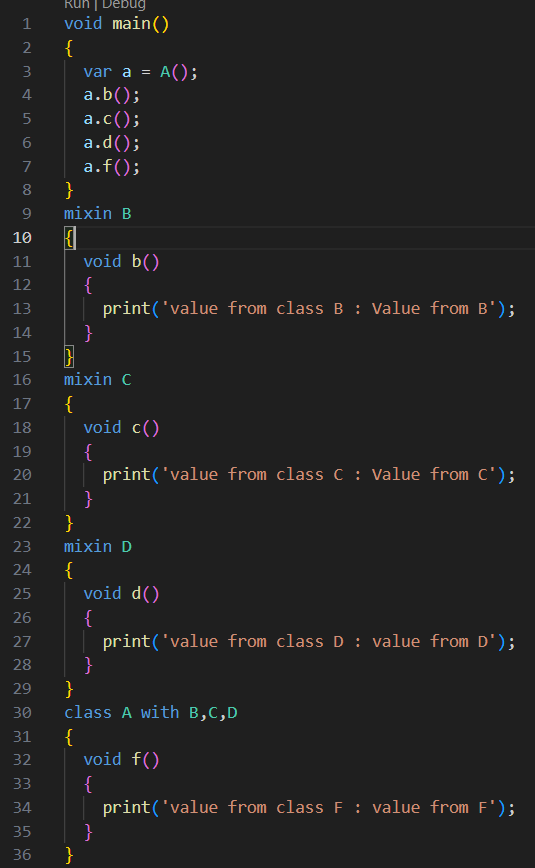 Run | Debug
1 void main()
2 {
3 var a = A();
4 a.b();
5 a.c();
6 a.d();
7 a.f();
8 }
9 mixin B
10 {
11 void b()
12 {
13 print('value from class B : Value from B');
14 }
15 }
16 mixin C
17 {
18 void c()
19 {
20 print('value from class C : Value from C');
21 }
22 }
23 mixin D
24 {
25 void d()
26 {
27 print('value from class D : value from D');
28 }
29 }
30 class A with B,C,D
31 {
32 void f()
33 {
34 print('value from class F : value from F');
35 }
36 }